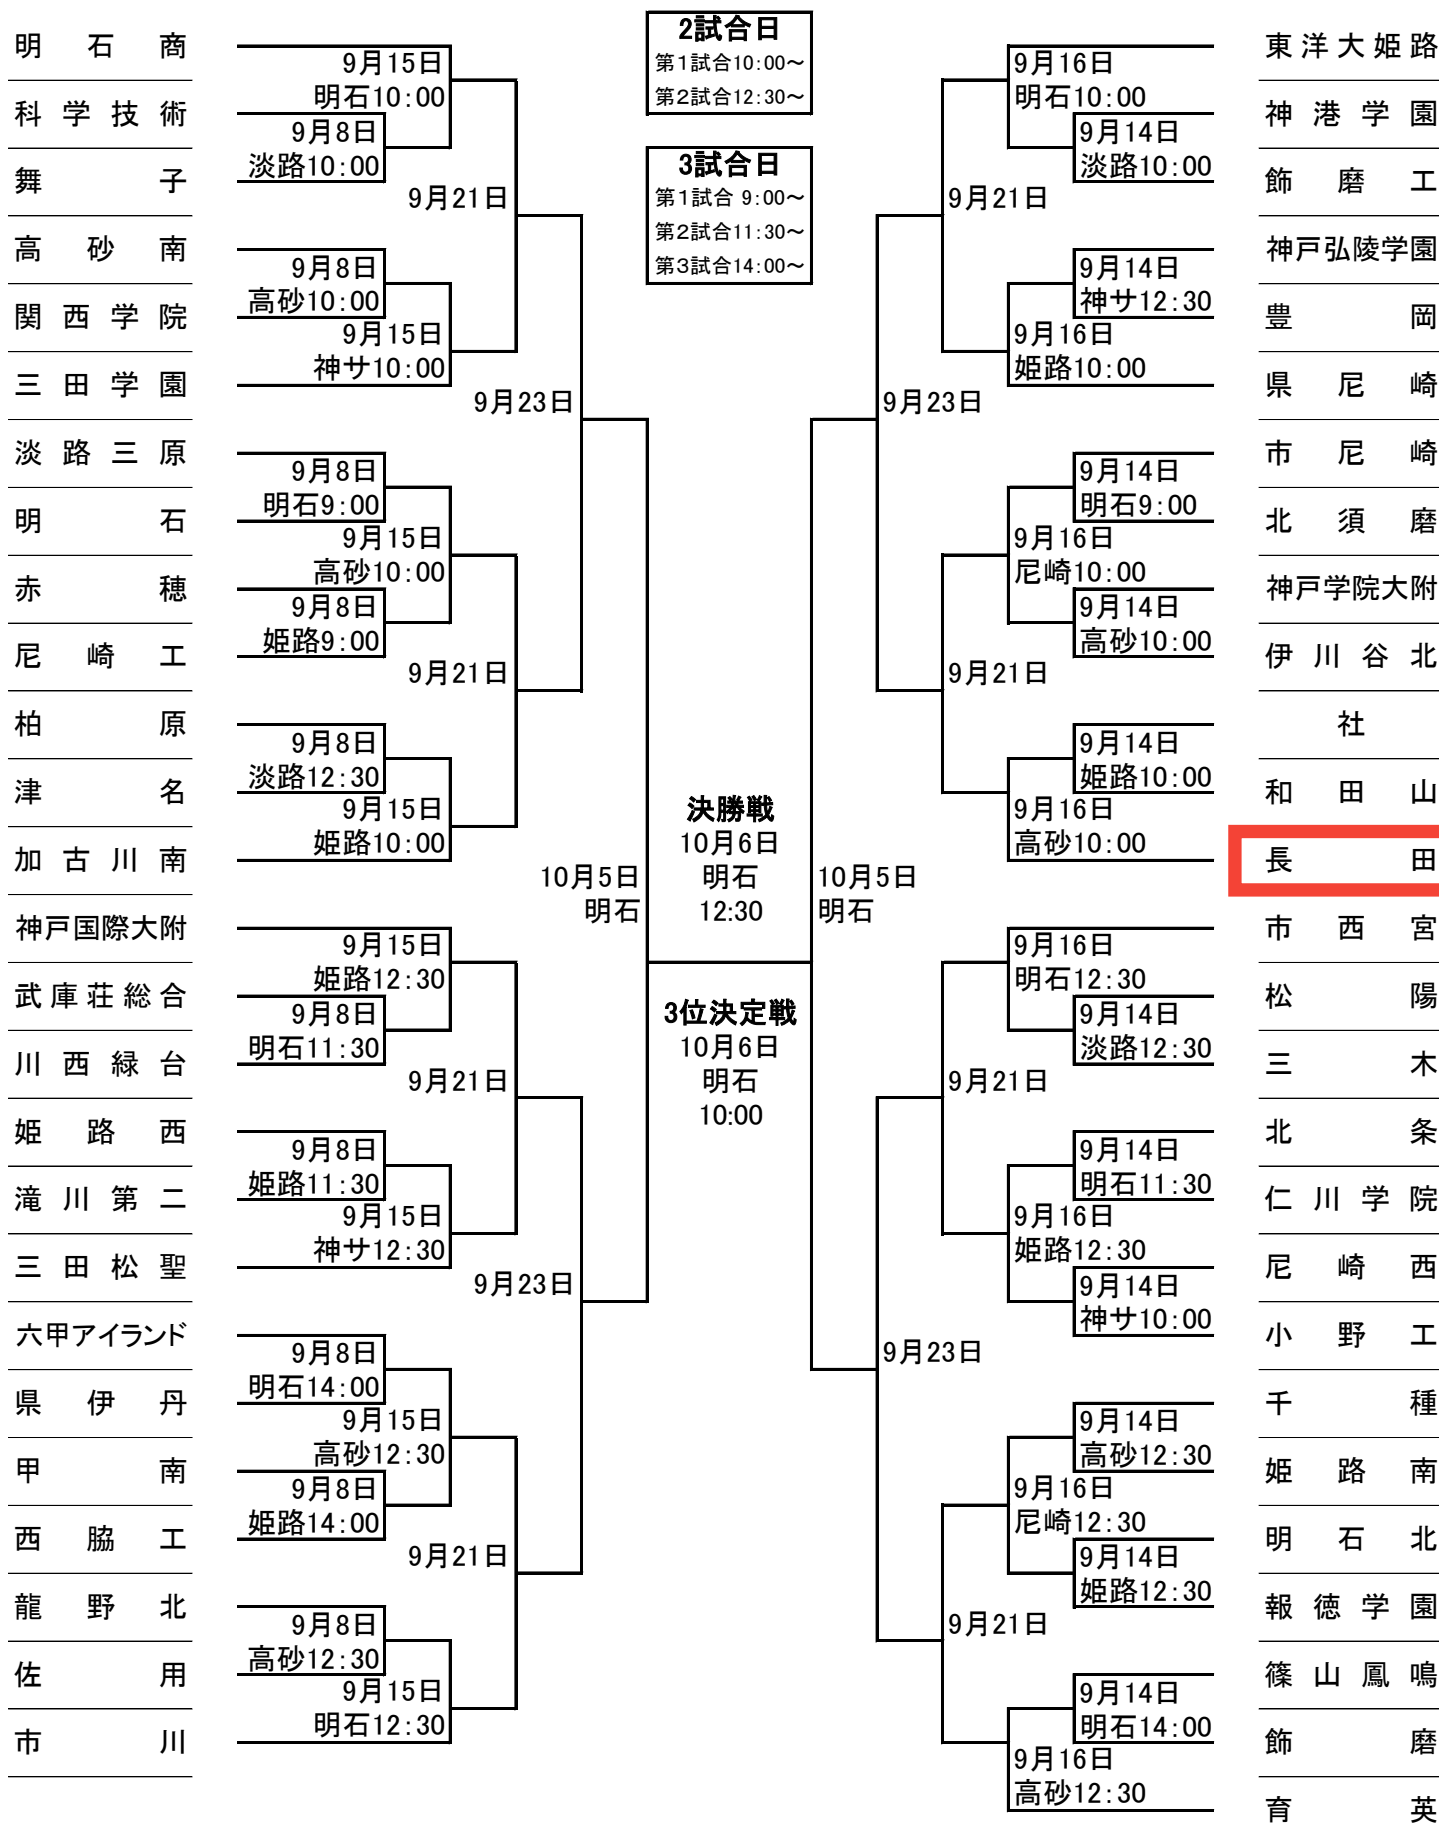 明石商
科学技術
舞子
高砂南
関西学院
三田学園
淡路三原
明石
赤穂
尼崎工
柏原
津名
加古川南
神戸国際大附
武庫荘総合
川西緑台
姫路西
滝川第二
三田松聖
六甲アイランド
県伊丹
甲南
西脇工
龍野北
佐用
市川
9月15日
明石10:00
9月8日
淡路10:00
9月21日
9月8日
高砂10:00
9月15日
神サ10:00
9月23日
9月8日
明石9:00
9月15日
高砂10:00
9月8日
姫路9:00
9月21日
9月8日
淡路12:30
9月15日
姫路10:00
10月5日
明石
9月15日
姫路12:30
9月8日
明石11:30
9月21日
9月8日
姫路11:30
9月15日
神サ12:30
9月23日
9月8日
明石14:00
9月15日
高砂12:30
9月8日
姫路14:00
9月21日
9月8日
高砂12:30
9月15日
明石12:30
2試合日
第1試合10:00～
第2試合12:30～
3試合日
第1試合 9:00～
第2試合11:30～
第3試合14:00～
決勝戦
10月6日
明石
12:30
3位決定戦
10月6日
明石
10:00
9月16日
明石10:00
9月14日
淡路10:00
9月21日
9月14日
神サ12:30
9月16日
姫路10:00
9月23日
9月14日
明石9:00
9月16日
尼崎10:00
9月14日
高砂10:00
9月21日
9月14日
姫路10:00
9月16日
高砂10:00
10月5日
明石
9月16日
明石12:30
9月14日
淡路12:30
9月21日
9月14日
明石11:30
9月16日
姫路12:30
9月14日
神サ10:00
9月23日
9月14日
高砂12:30
9月16日
尼崎12:30
9月14日
姫路12:30
9月21日
9月14日
明石14:00
9月16日
高砂12:30
東洋大姫路
神港学園
飾磨工
神戸弘陵学園
豊岡
県尼崎
市尼崎
北須磨
神戸学院大附
伊川谷北
社
和田山
長田
市西宮
松陽
三木
北条
仁川学院
尼崎西
小野工
千種
姫路南
明石北
報徳学園
篠山鳳鳴
飾磨
育英